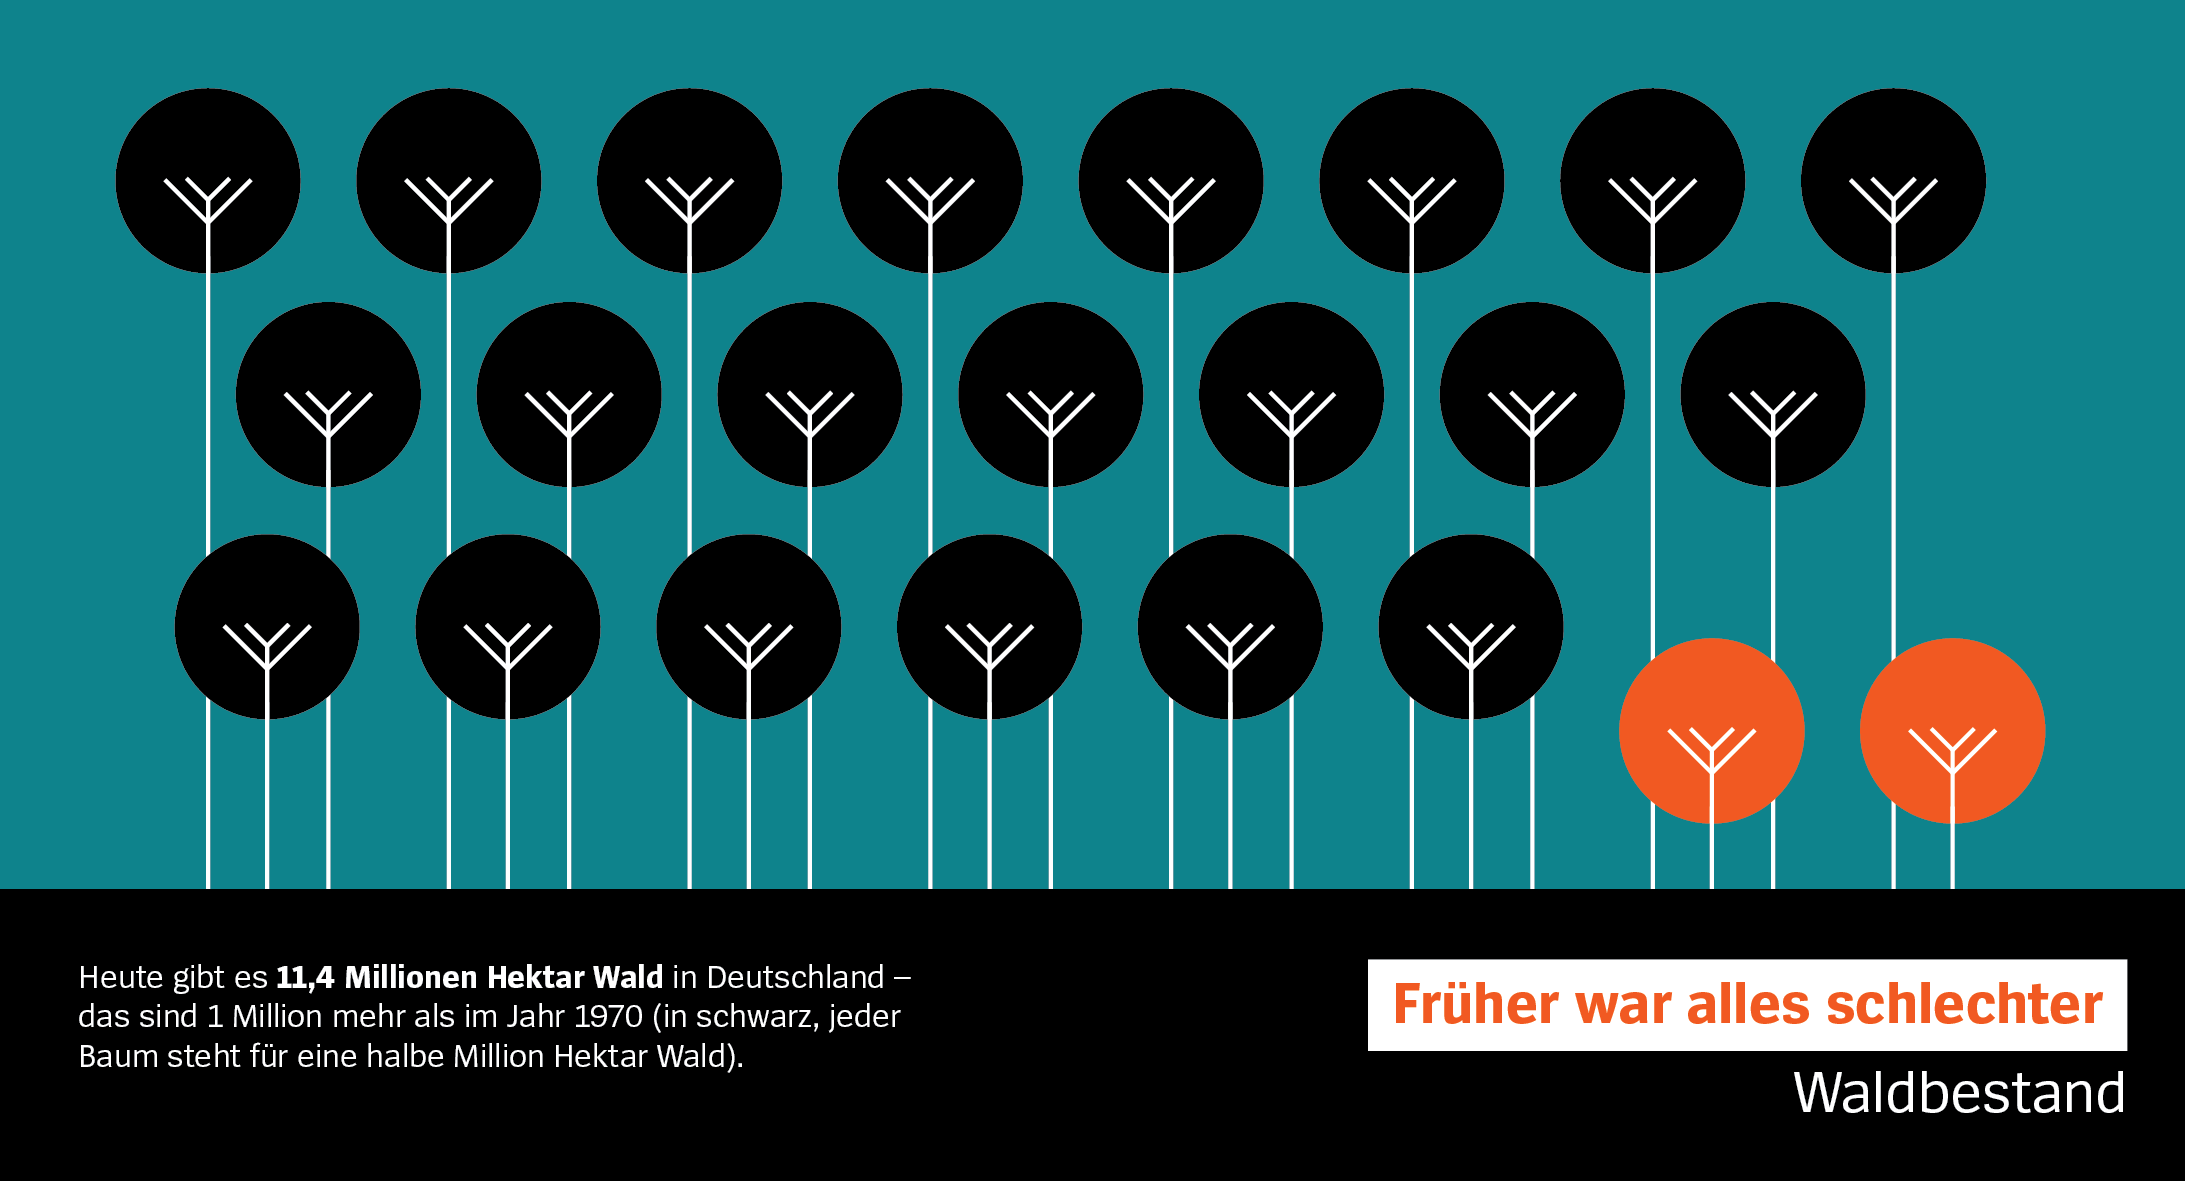 Heute gibt es 11,4 Millionen Hektar Wald in Deutschland –
das sind 1 Million mehr als im Jahr 1970 (in schwarz, jeder
Baum steht für eine halbe Million Hektar Wald).
Früher war alles schlechter
Waldbestand